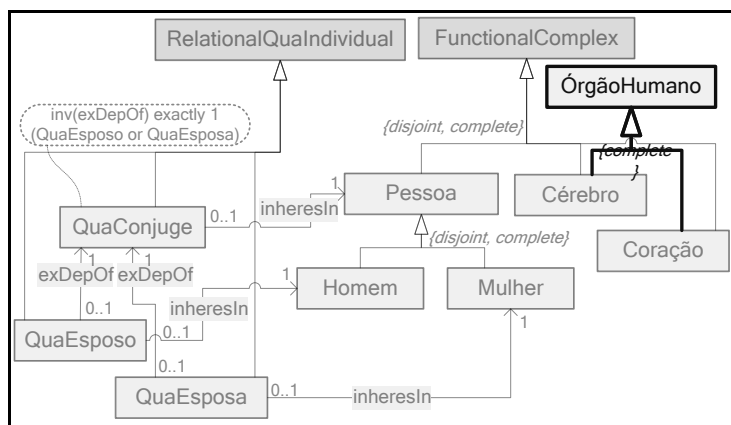 RelationalQuaIndividual
FunctionalComplex
ÓrgãoHumano
inv(exDepOf) exactly 1
(QuaEsposo or QuaEsposa)
{disjoint, complete}
{complete
}
1
Pessoa
Cérebro
QuaConjuge
0..1
inheresIn
{disjoint, complete}
Coração
1
1
exDepOf
exDepOf
1
Homem
Mulher
inheresIn
0..1
0..1
1
QuaEsposo
0..1
QuaEsposa
0..1
inheresIn